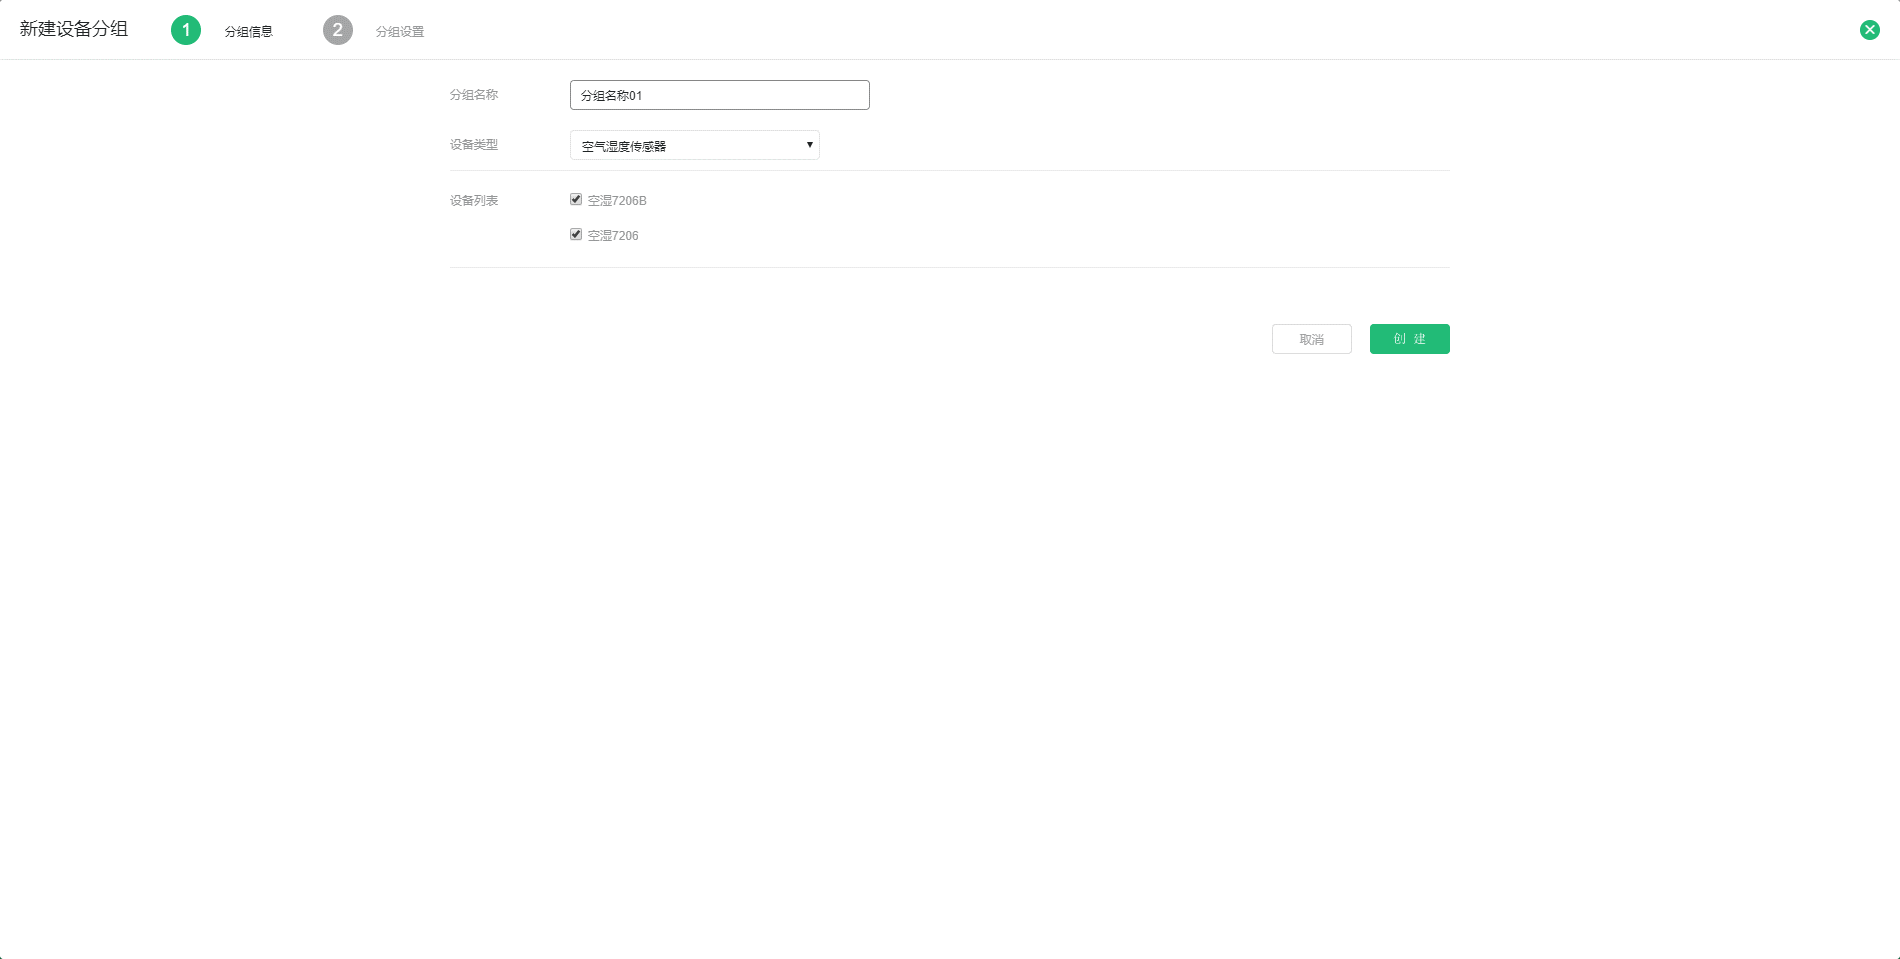 新建设备分组 1 分组信息 2 分组设置
分组名称 分组名称01
设备类型 空气湿度传感器
设备列表 空湿7206B
空湿7206
取消 创 建